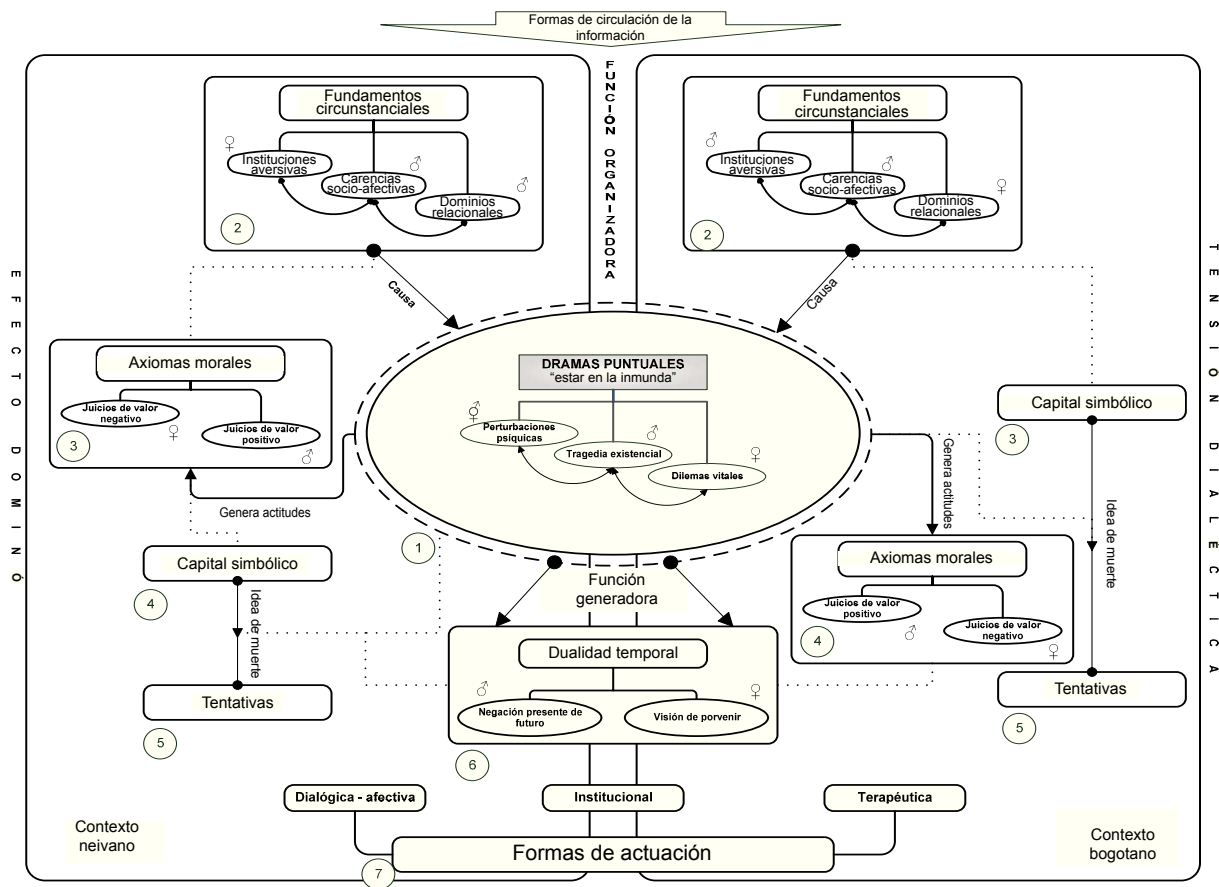 Formas de circulación de la
información
FUNCIÓN ORGANIZADORA
EFECTO DOMINÓ
TENSIÓN DIALÉCTICA
Fundamentos
circunstanciales
♀
Instituciones
aversivas
♂
Carencias
socio-afectivas
♂
Dominios
relacionales
2
Causa
Fundamentos
circunstanciales
♂
Instituciones
aversivas
♂
Carencias
socio-afectivas
♀
Dominios
relacionales
2
Causa
Axiomas morales
Juicios de valor
negativo
♀
Juicios de valor
positivo
♂
3
Genera actitudes
DRAMAS PUNTUALES
“estar en la inmunda”
⚥
Perturbaciones
psíquicas
♂
Tragedia existencial
♀
Dilemas vitales
1
Capital simbólico
3
Idea de muerte
Tentativas
5
Genera actitudes
Axiomas morales
Juicios de valor
positivo
♂
Juicios de valor
negativo
♀
4
Capital simbólico
4
Idea de muerte
Tentativas
5
Función
generadora
Dualidad temporal
♂
Negación presente de
futuro
♀
Visión de porvenir
6
Dialógica - afectiva
Institucional
Terapéutica
Formas de actuación
7
Contexto
neivano
Contexto
bogotano